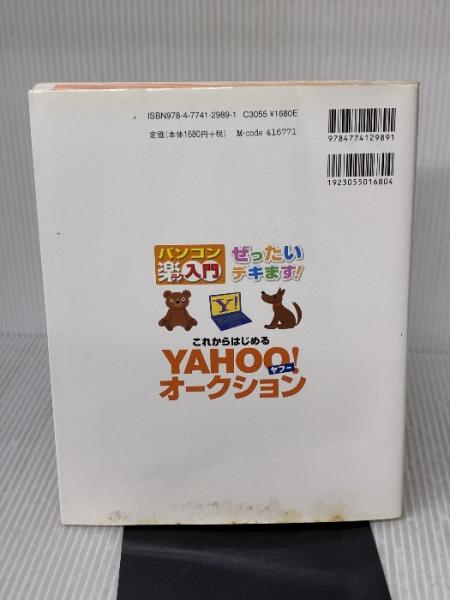 ISBN978-4-7741-2989-1 C3055 ¥1680E
定価(本体1680円+税) M-code 416771
9784774129891
1923055016804
パソコン
楽ラク入門
ぜったい
デキます!
Y!
これからはじめる
YAHOO!
ヤフー
オークション